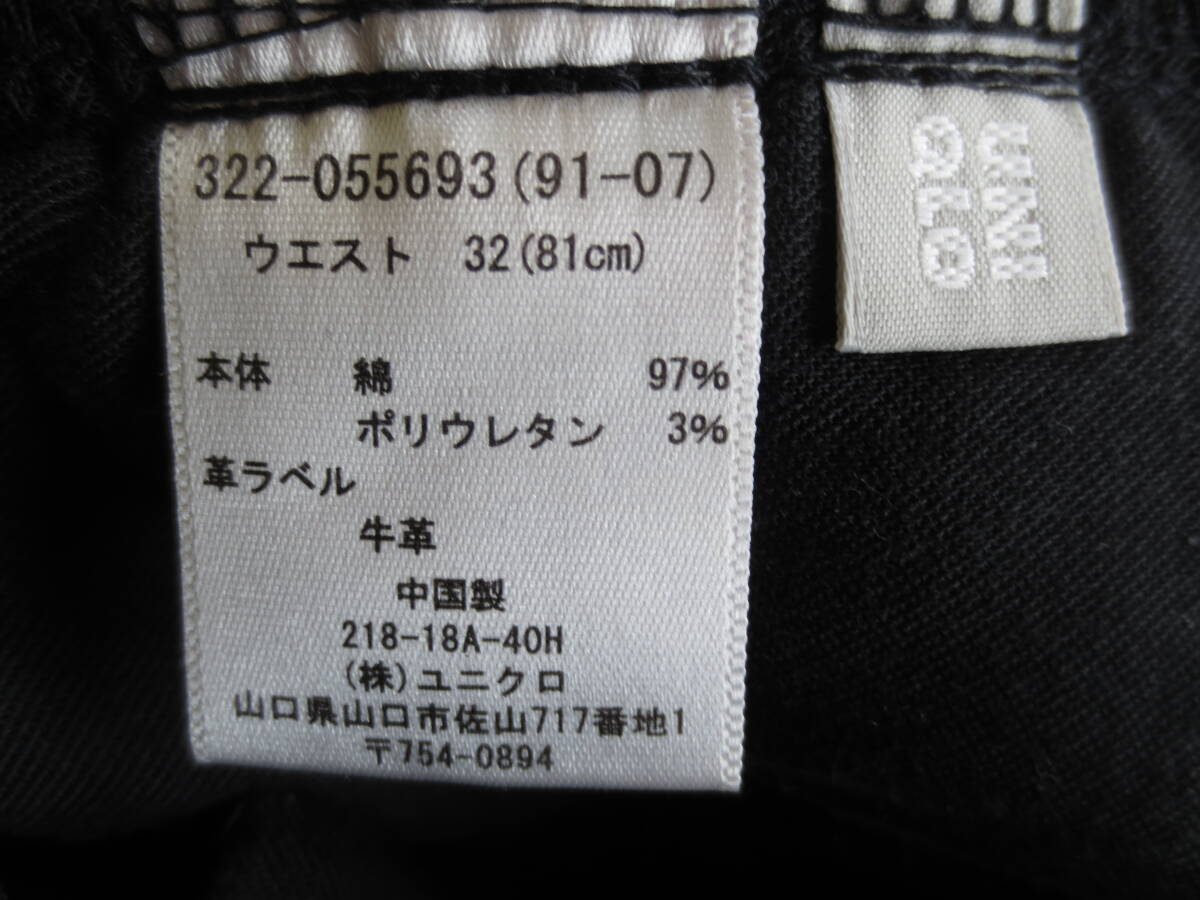 322-055693(91-07)
ウエスト 32(81cm)
本体 綿 97%
ポリウレタン 3%
革ラベル
牛革
中国製
218-18A-40H
(株)ユニクロ
山口県山口市佐山717番地1
〒754-0894
UNI
QLO